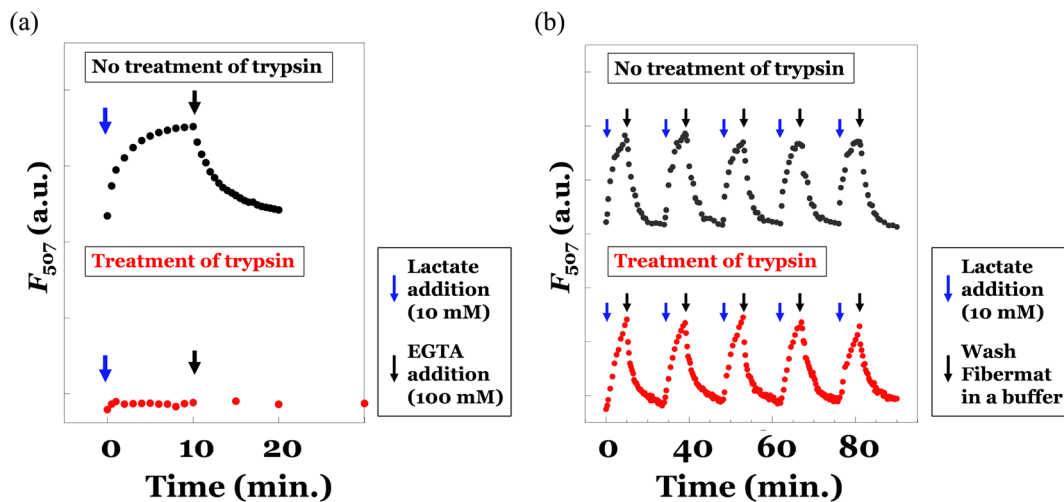 (a)
No treatment of trypsin
F507 (a.u.)
Treatment of trypsin
0 10 20
Time (min.)
Lactate
addition
(10 mM)
EGTA
addition
(100 mM)
(b)
No treatment of trypsin
F507 (a.u.)
Treatment of trypsin
0 40 60 80
Time (min.)
Lactate
addition
(10 mM)
Wash
Fibermat
in a buffer